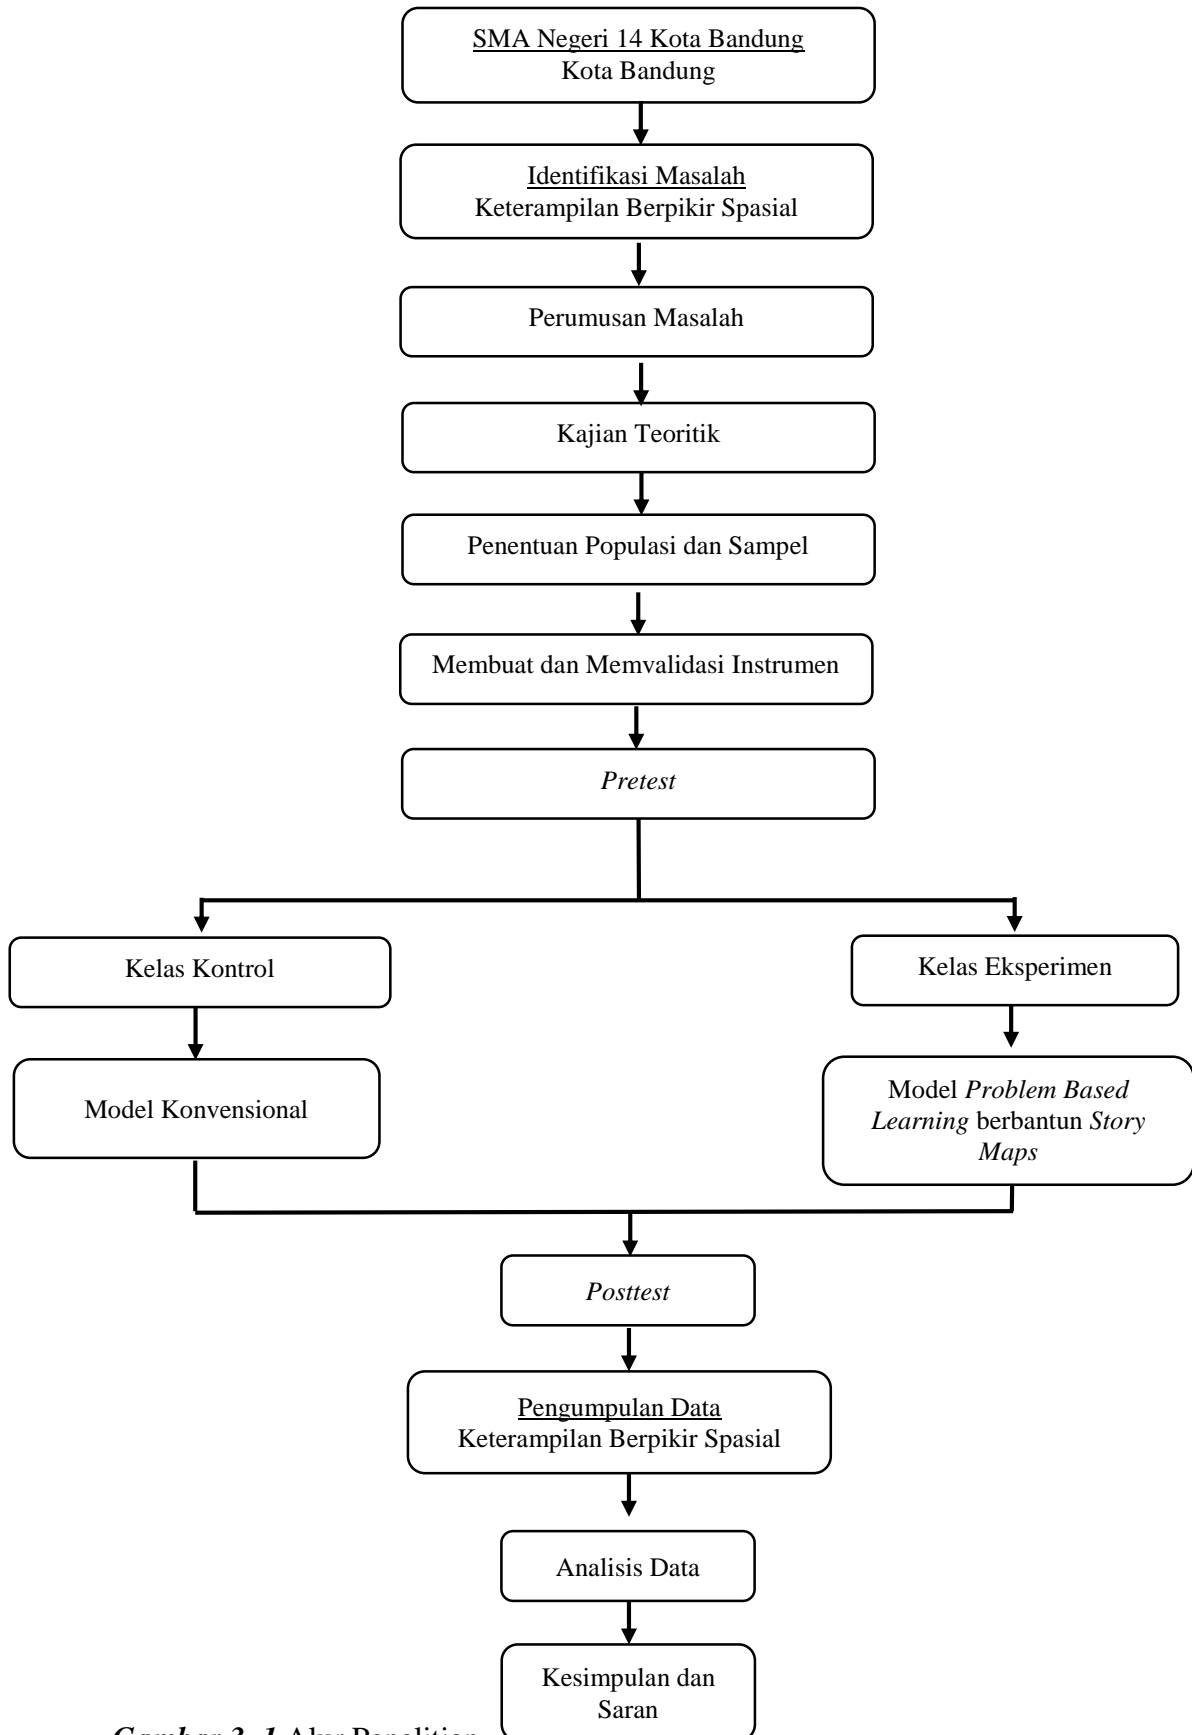 SMA Negeri 14 Kota Bandung
Kota Bandung
Identifikasi Masalah
Keterampilan Berpikir Spasial
Perumusan Masalah
Kajian Teoritik
Penentuan Populasi dan Sampel
Membuat dan Memvalidasi Instrumen
Pretest
Kelas Kontrol
Kelas Eksperimen
Model Konvensional
Model Problem Based
Learning berbantun Story
Maps
Posttest
Pengumpulan Data
Keterampilan Berpikir Spasial
Analisis Data
Kesimpulan dan
Saran
Gambar 3. 1 Alur Penelitian